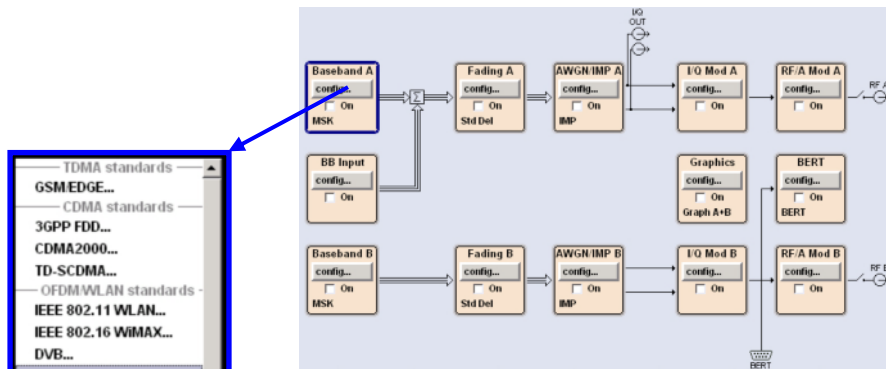 I/Q
OUT
Baseband A
config...
On
MSK
Fading A
config...
On
Std Del
AWGN/IMP A
config...
On
IMP
I/Q Mod A
config...
On
RF/A Mod A
config...
On
RF A
Σ
BB Input
config...
On
Graphics
config...
On
Graph A+B
BERT
config...
On
BERT
Baseband B
config...
On
MSK
Fading B
config...
On
Std Del
AWGN/IMP B
config...
On
IMP
I/Q Mod B
config...
On
RF/A Mod B
config...
On
RF B
BERT
TDMA standards
GSM/EDGE...
CDMA standards
3GPP FDD...
CDMA2000...
TD-SCDMA...
OFDM/WLAN standards
IEEE 802.11 WLAN...
IEEE 802.16 WiMAX...
DVB...